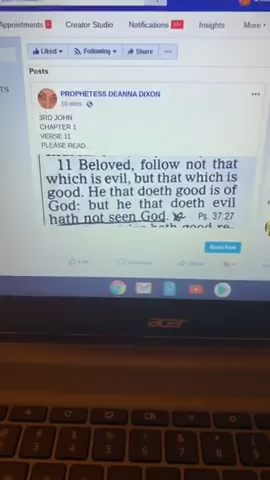 Appointments 1 Creator Studio Notifications Insights More
Liked Following Share ...
Posts
PROPHETESS DEANNA DIXON
10 mins
3RD JOHN
CHAPTER 1
VERSE 11
PLEASE READ.
11 Beloved, follow not that
which is evil, but that which is
good. He that doeth good is of
God: but he that doeth evil
hath not seen God. Ps. 37:27
Boost Post
Like Comment Share
acer